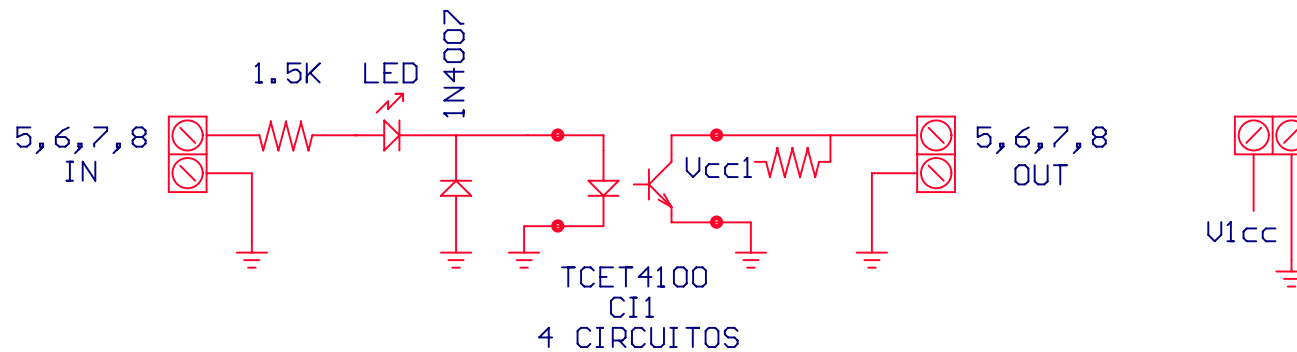 1N4007
1.5K
LED
5,6,7,8
IN
Vcc1
5,6,7,8
OUT
V1cc
TCET4100
CI1
4 CIRCUITOS